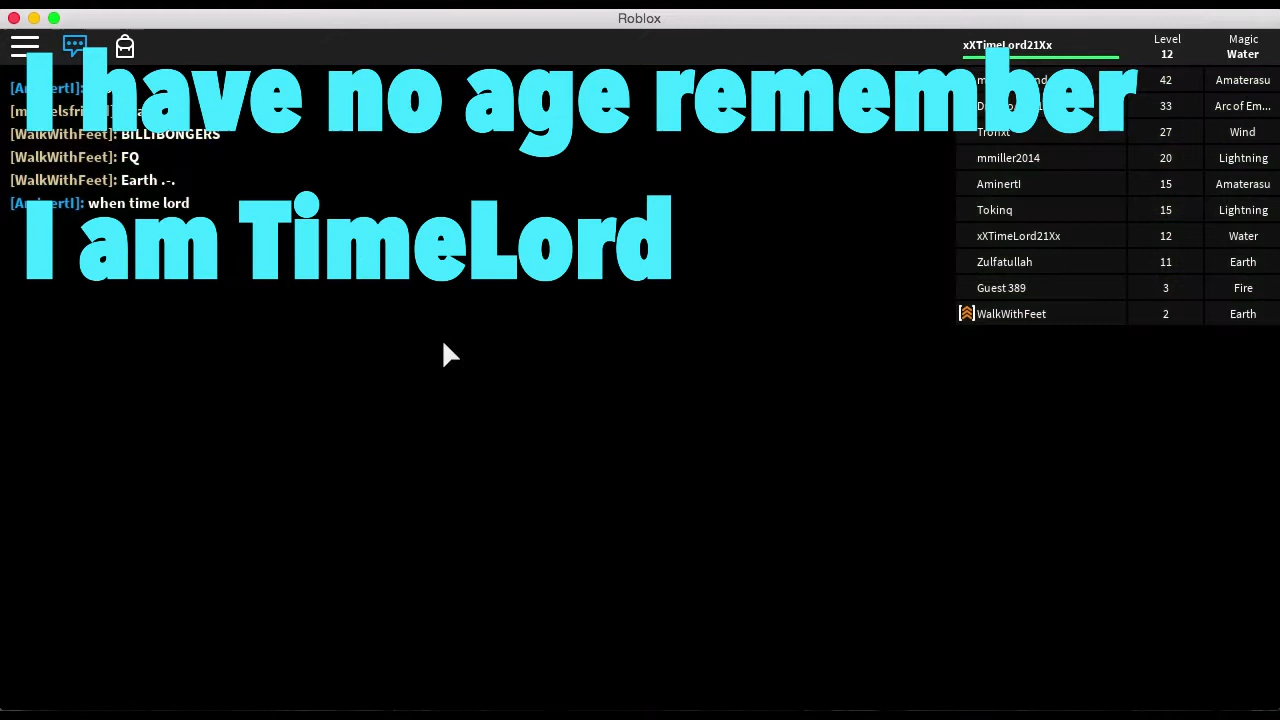 Roblox
xXTimeLord21Xx
Level
12
Magic
Water
I have no age remember
I am TimeLord
[WalkWithFeet]: BILLIBONGERS
[WalkWithFeet]: FQ
[WalkWithFeet]: Earth .-.
[AminertI]: when time lord
42 Amaterasu
33 Arc of Em...
27 Wind
mmiller2014 20 Lightning
AminertI 15 Amaterasu
Tokinq 15 Lightning
xXTimeLord21Xx 12 Water
Zulfatullah 11 Earth
Guest 389 3 Fire
WalkWithFeet 2 Earth